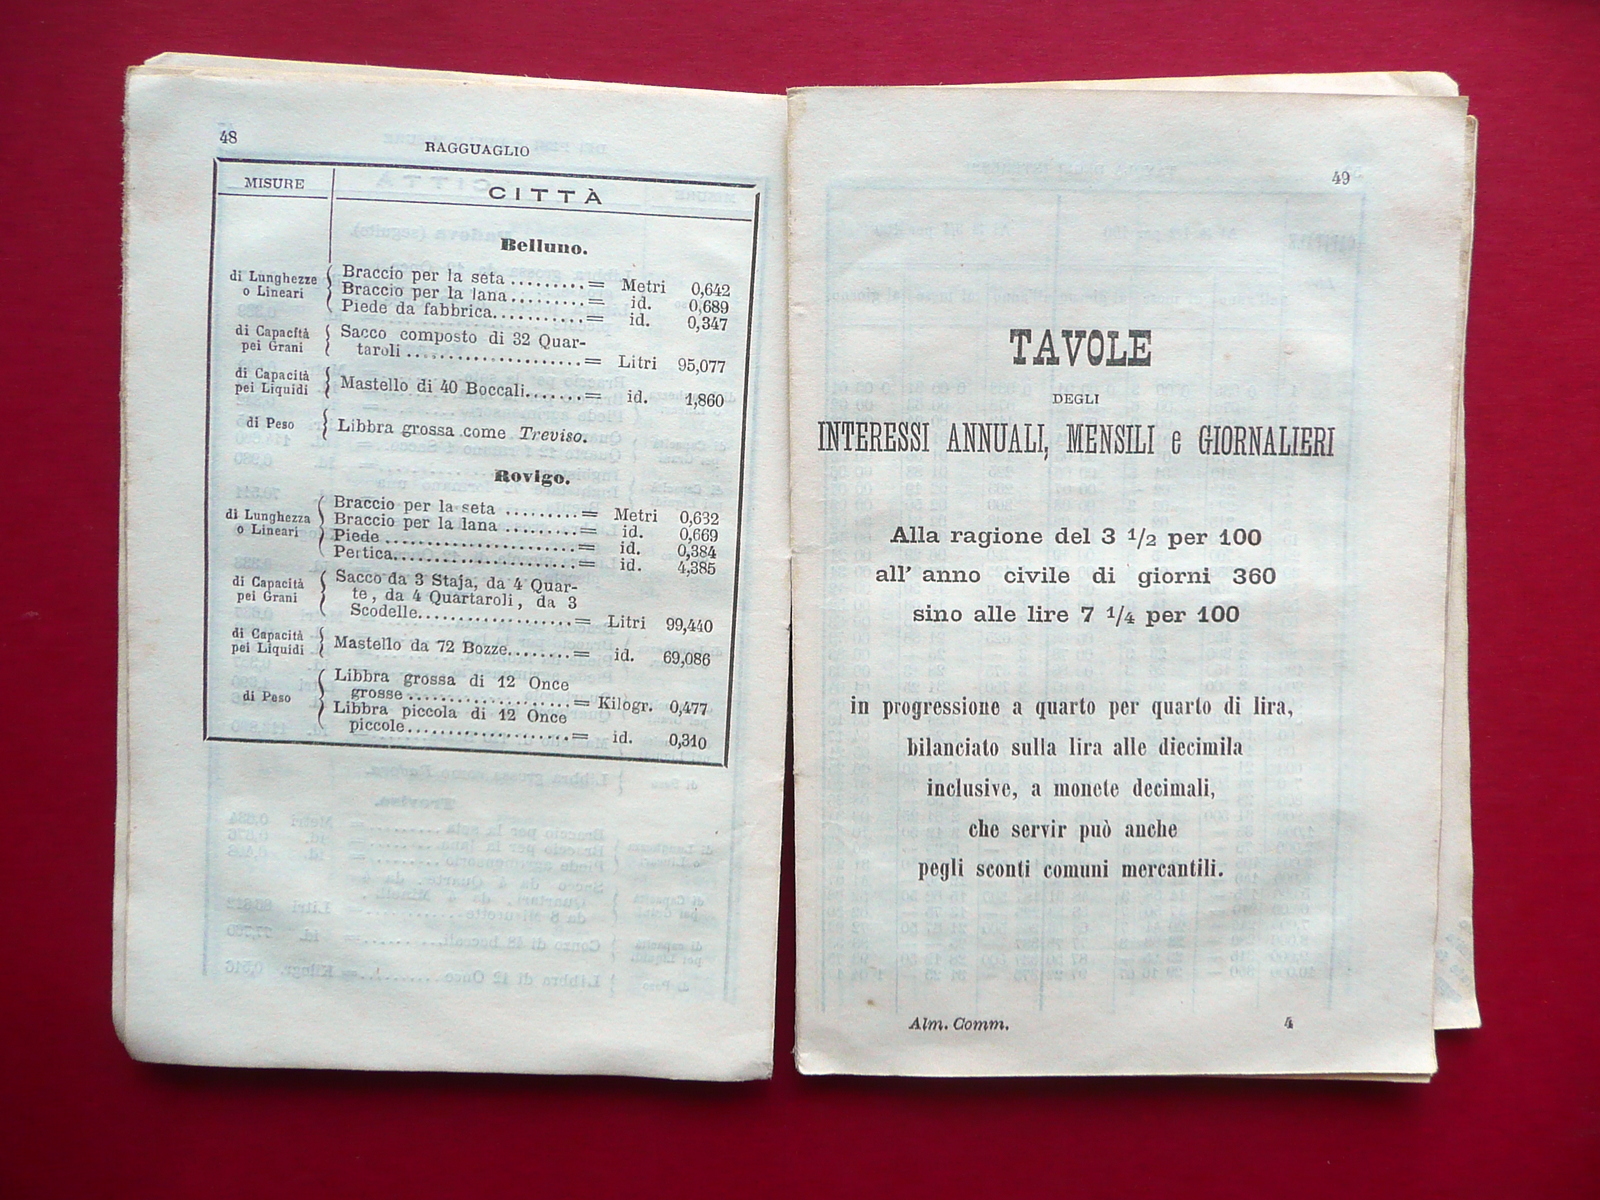 48
RAGGUAGLIO
MISURE
CITTÀ
Belluno.
di Lunghezze
o Lineari
Braccio per la seta ......... = Metri 0,642
Braccio per la lana ......... = id. 0,689
Piede da fabbrica........... = id. 0,347
di Capacità
pei Grani
Sacco composto di 32 Quar-
taroli ..................... = Litri 95,077
di Capacità
pei Liquidi
Mastello di 40 Boccali....... = id. 1,860
di Peso
Libbra grossa come Treviso.
Rovigo.
di Lunghezza
o Lineari
Braccio per la seta ......... = Metri 0,632
Braccio per la lana ......... = id. 0,669
Piede ...................... = id. 0,384
Pertica..................... = id. 4,385
di Capacità
pei Grani
Sacco da 3 Staja, da 4 Quar-
te, da 4 Quartaroli, da 3
Scodelle................... = Litri 99,440
di Capacità
pei Liquidi
Mastello da 72 Bozze........ = id. 69,086
di Peso
Libbra grossa di 12 Once
grosse .................... = Kilogr. 0,477
Libbra piccola di 12 Once
piccole.................... = id. 0,310
49
TAVOLE
DEGLI
INTERESSI ANNUALI, MENSILI e GIORNALIERI
Alla ragione del 3 1/2 per 100
all' anno civile di giorni 360
sino alle lire 7 1/4 per 100
in progressione a quarto per quarto di lira,
bilanciato sulla lira alle diecimila
inclusive, a monete decimali,
che servir può anche
pegli sconti comuni mercantili.
Alm. Comm. 4